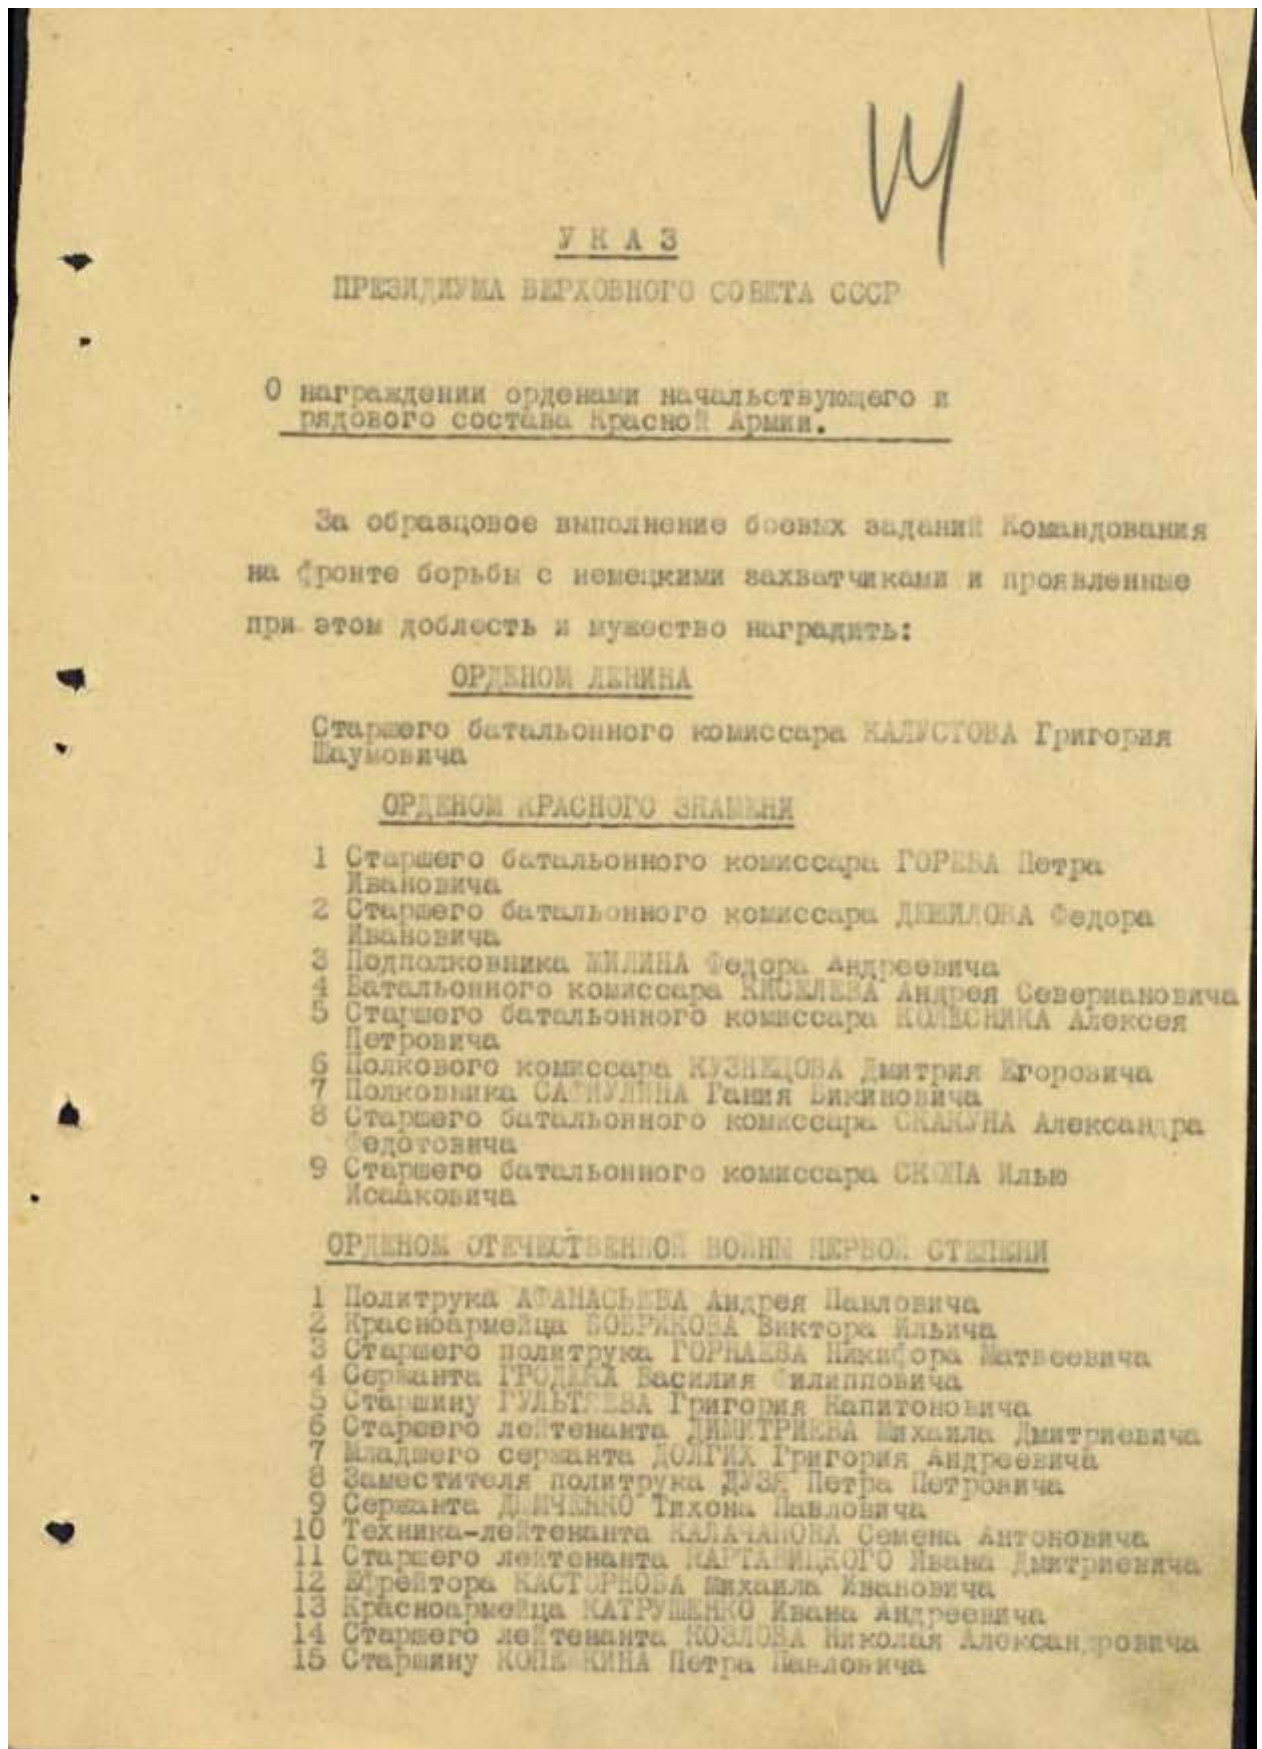 У К А З
ПРЕЗИДИУМА ВЕРХОВНОГО СОВЕТА СССР
О награждении орденами начальствующего и
рядового состава Красной Армии.
За образцовое выполнение боевых заданий Командования
на фронте борьбы с немецкими захватчиками и проявленные
при этом доблесть и мужество наградить:
ОРДЕНОМ ЛЕНИНА
Старшего батальонного комиссара КАЛУСТОВА Григория
Шаумовича
ОРДЕНОМ КРАСНОГО ЗНАМЕНИ
1 Старшего батальонного комиссара ГОРЕВА Петра
Ивановича
2 Старшего батальонного комиссара ДЕМИДОВА Федора
Ивановича
3 Подполковника ЖИЛИНА Федора Андреевича
4 Батальонного комиссара КИСЕЛЕВА Андрея Севериановича
5 Старшего батальонного комиссара КОЛЕСНИКА Алексея
Петровича
6 Полкового комиссара КУЗНЕЦОВА Дмитрия Егоровича
7 Полковника САФИУЛИНА Гания Бикиновича
8 Старшего батальонного комиссара СКАКУНА Александра
Федотовича
9 Старшего батальонного комиссара СКОПА Илью
Исааковича
ОРДЕНОМ ОТЕЧЕСТВЕННОЙ ВОЙНЫ ПЕРВОЙ СТЕПЕНИ
1 Политрука АФАНАСЬЕВА Андрея Павловича
2 Красноармейца БОБРИКОВА Виктора Ильича
3 Старшего политрука ГОРНАЕВА Никифора Матвеевича
4 Сержанта Василия Филипповича
5 Старшину ГУЛЬТЯЕВА Григория Капитоновича
6 Старшего лейтенанта ДИМИТРИЕВА Михаила Дмитриевича
7 Младшего сержанта ДОЛГИХ Григория Андреевича
8 Заместителя политрука ДУЗЯ Петра Петровича
9 Сержанта ДЕМЧЕНКО Тихона Павловича
10 Техника-лейтенанта КАЛАЧАНОВА Семена Антоновича
11 Старшего лейтенанта КАРТАВИЦКОГО Ивана Дмитриевича
12 Ефрейтора КАСТОРНОВА Михаила Ивановича
13 Красноармейца КАТРУШЕНКО Ивана Андреевича
14 Старшего лейтенанта КОЗЛОВА Николая Александровича
15 Старшину Петра Павловича